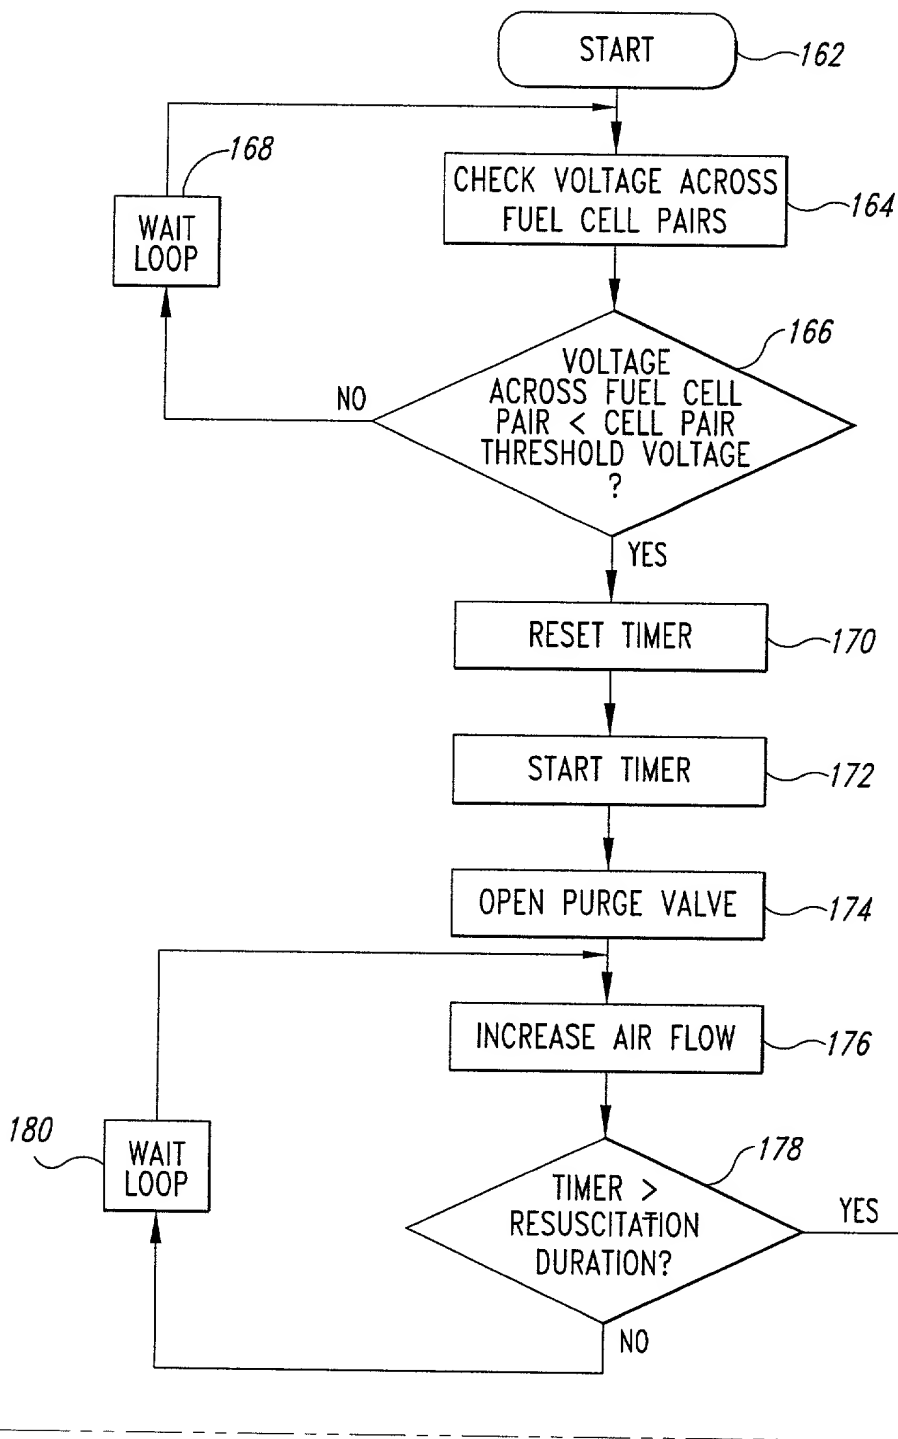 START
162
168
WAIT
LOOP
CHECK VOLTAGE ACROSS
FUEL CELL PAIRS
164
166
VOLTAGE
ACROSS FUEL CELL
PAIR < CELL PAIR
THRESHOLD VOLTAGE
?
NO
YES
RESET TIMER
170
START TIMER
172
OPEN PURGE VALVE
174
INCREASE AIR FLOW
176
180
WAIT
LOOP
178
TIMER >
RESUSCITATION
DURATION?
YES
NO